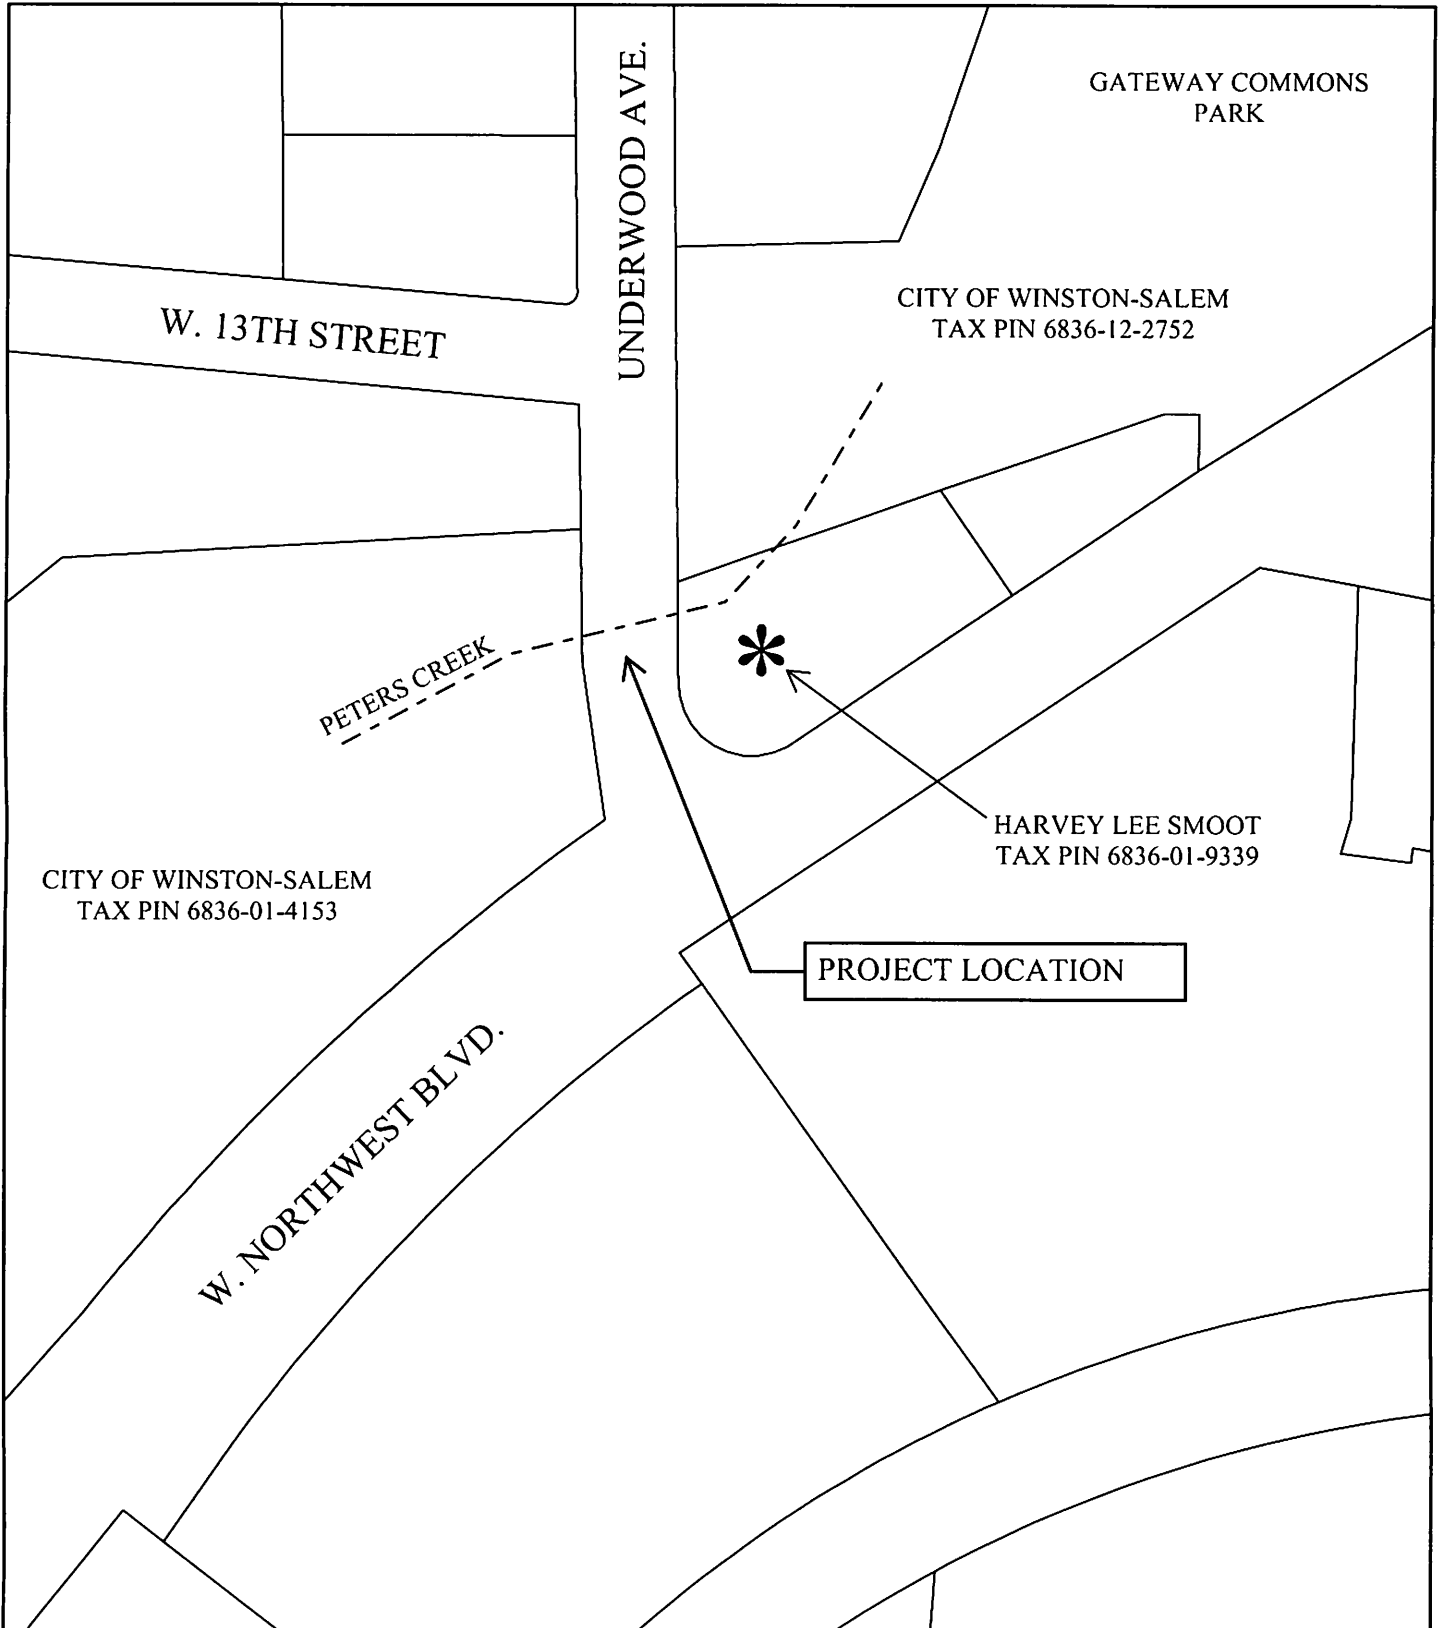 GATEWAY COMMONS
PARK
UNDERWOOD AVE.
CITY OF WINSTON-SALEM
TAX PIN 6836-12-2752
W. 13TH STREET
PETERS CREEK
HARVEY LEE SMOOT
TAX PIN 6836-01-9339
CITY OF WINSTON-SALEM
TAX PIN 6836-01-4153
PROJECT LOCATION
W. NORTHWEST BLVD.